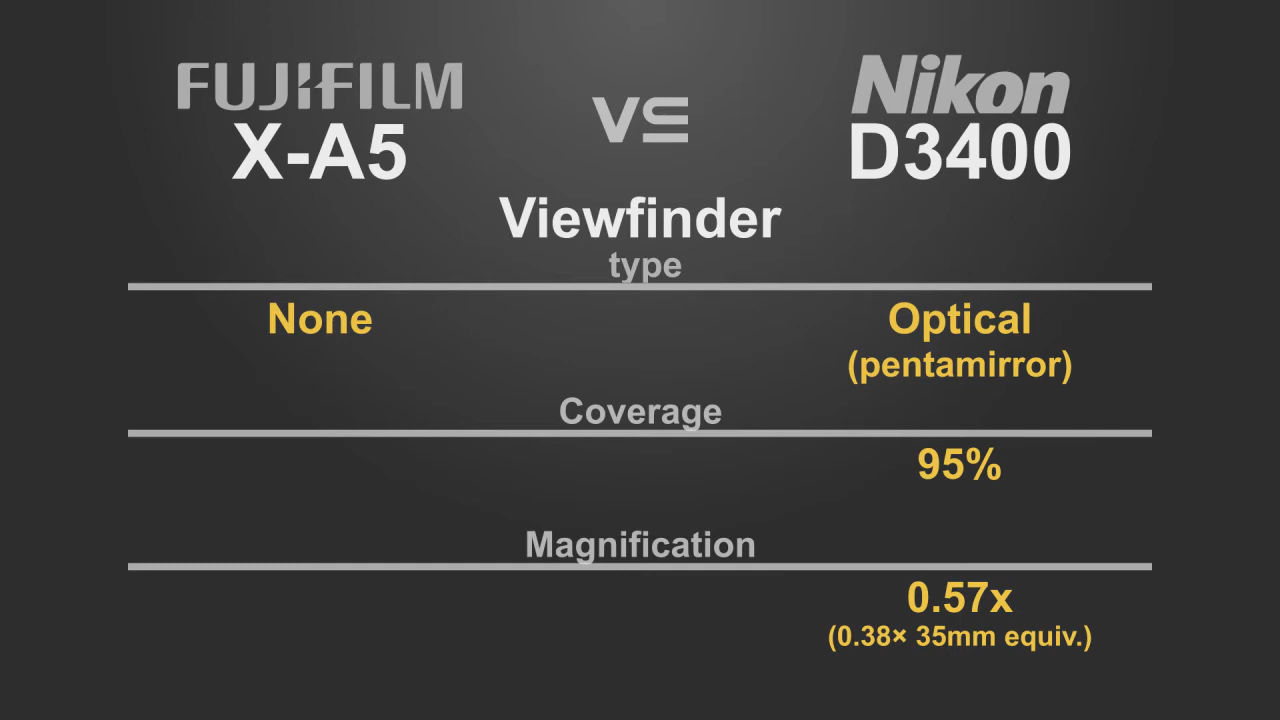 FUJIFILM
X-A5
VS
Nikon
D3400
Viewfinder
type
None
Optical
(pentamirror)
Coverage
95%
Magnification
0.57x
(0.38× 35mm equiv.)